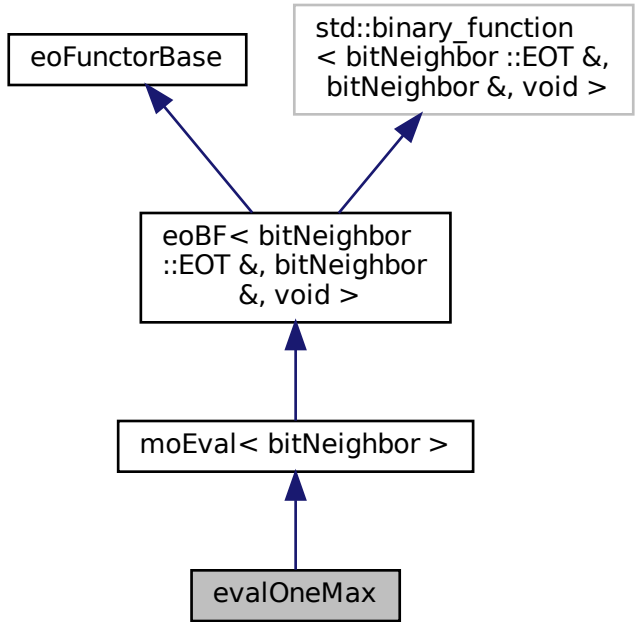 eoFunctorBase
std::binary_function
< bitNeighbor ::EOT &,
bitNeighbor &, void >
eoBF< bitNeighbor
::EOT &, bitNeighbor
&, void >
moEval< bitNeighbor >
evalOneMax